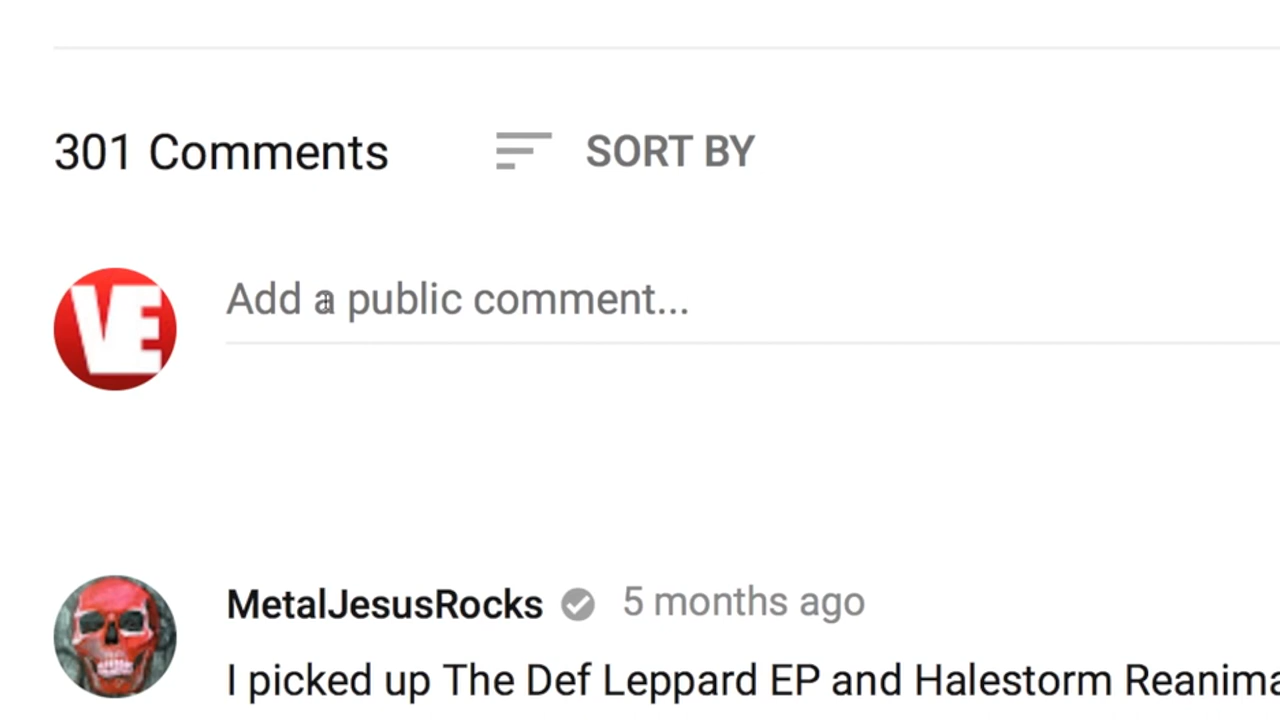 301 Comments SORT BY
VE
Add a public comment...
MetalJesusRocks 5 months ago
I picked up The Def Leppard EP and Halestorm Reanima